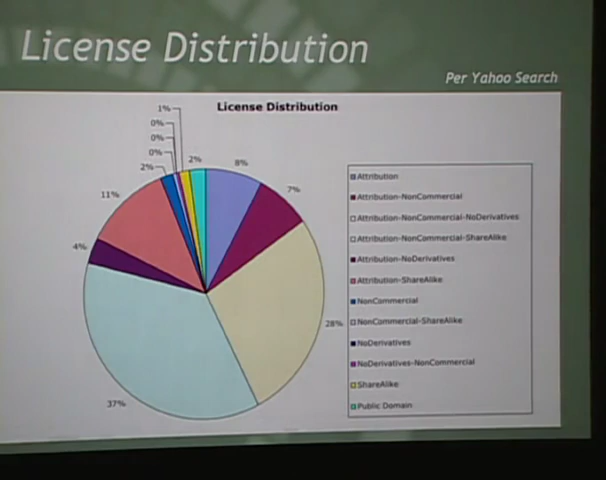 License Distribution
Per Yahoo Search
License Distribution
1%
0%
0%
0%
2%
2%
8%
7%
11%
4%
28%
37%
Attribution
Attribution-NonCommercial
Attribution-NonCommercial-NoDerivatives
Attribution-NonCommercial-ShareAlike
Attribution-NoDerivatives
Attribution-ShareAlike
NonCommercial
NonCommercial-ShareAlike
NoDerivatives
NoDerivatives-NonCommercial
ShareAlike
Public Domain